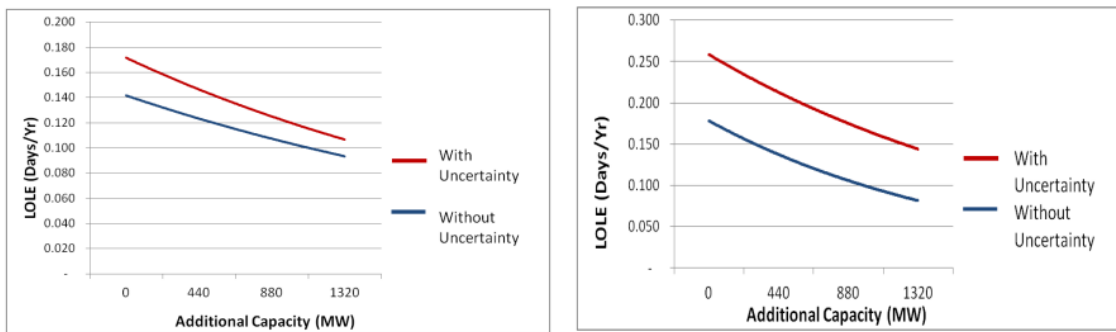 0.200
0.180
0.160
0.140
0.120
0.100
0.080
0.060
0.040
0.020
-
LOLE (Days/Yr)
0 440 880 1320
Additional Capacity (MW)
With
Uncertainty
Without
Uncertainty
0.300
0.250
0.200
0.150
0.100
0.050
-
LOLE (Days/Yr)
0 440 880 1320
Additional Capacity (MW)
With
Uncertainty
Without
Uncertainty